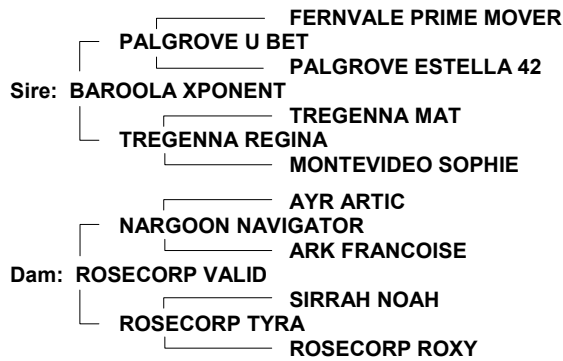 FERNVALE PRIME MOVER
PALGROVE U BET
PALGROVE ESTELLA 42
Sire: BAROOLA XPONENT
TREGENNA MAT
TREGENNA REGINA
MONTEVIDEO SOPHIE
AYR ARTIC
NARGOON NAVIGATOR
ARK FRANCOISE
Dam: ROSECORP VALID
SIRRAH NOAH
ROSECORP TYRA
ROSECORP ROXY